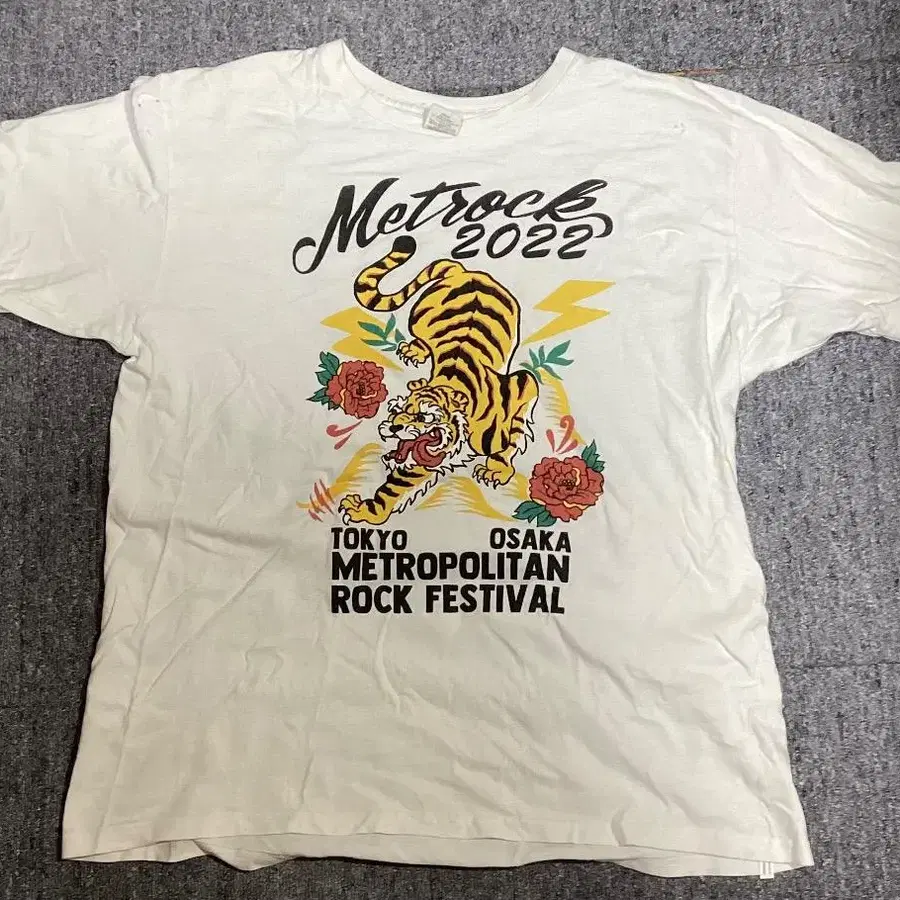 Metrock
2022
TOKYO OSAKA
METROPOLITAN
ROCK FESTIVAL